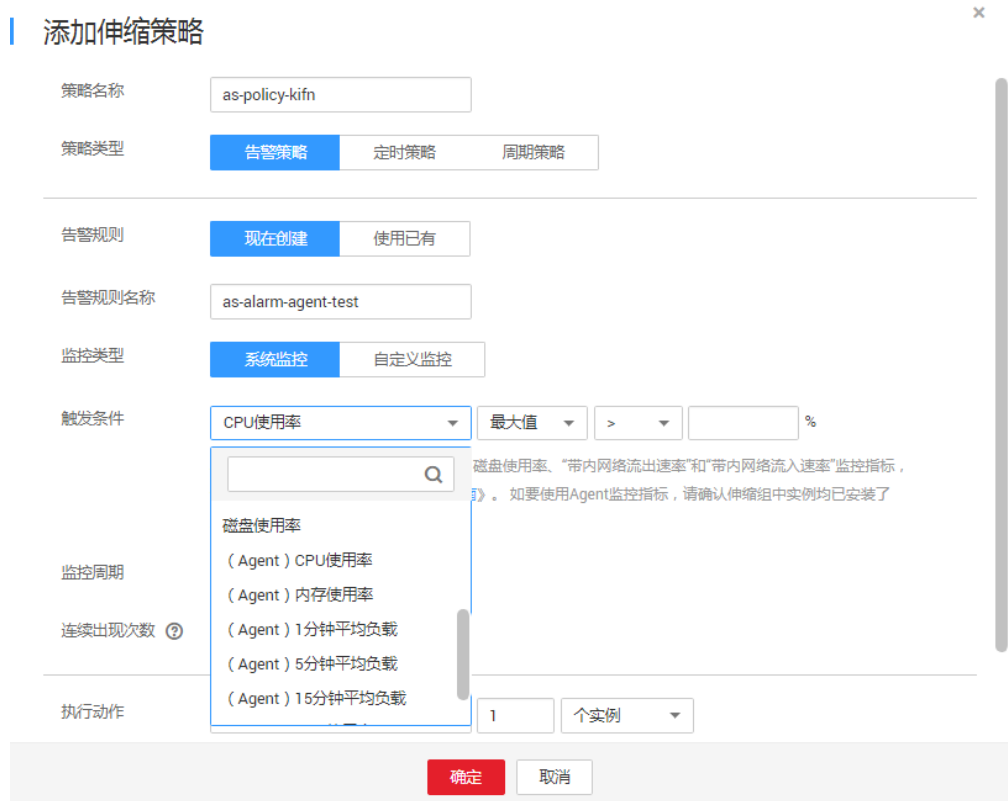 添加伸缩策略
×
策略名称
as-policy-kifn
策略类型
告警策略 定时策略 周期策略
告警规则
现在创建 使用已有
告警规则名称
as-alarm-agent-test
监控类型
系统监控 自定义监控
触发条件
CPU使用率 最大值 > %
磁盘使用率、“带内网络流出速率”和“带内网络流入速率”监控指标，
》。 如要使用Agent监控指标，请确认伸缩组中实例均已安装了
磁盘使用率
（Agent）CPU使用率
（Agent）内存使用率
（Agent）1分钟平均负载
（Agent）5分钟平均负载
（Agent）15分钟平均负载
监控周期
连续出现次数 ?
执行动作
1 个实例
确定 取消